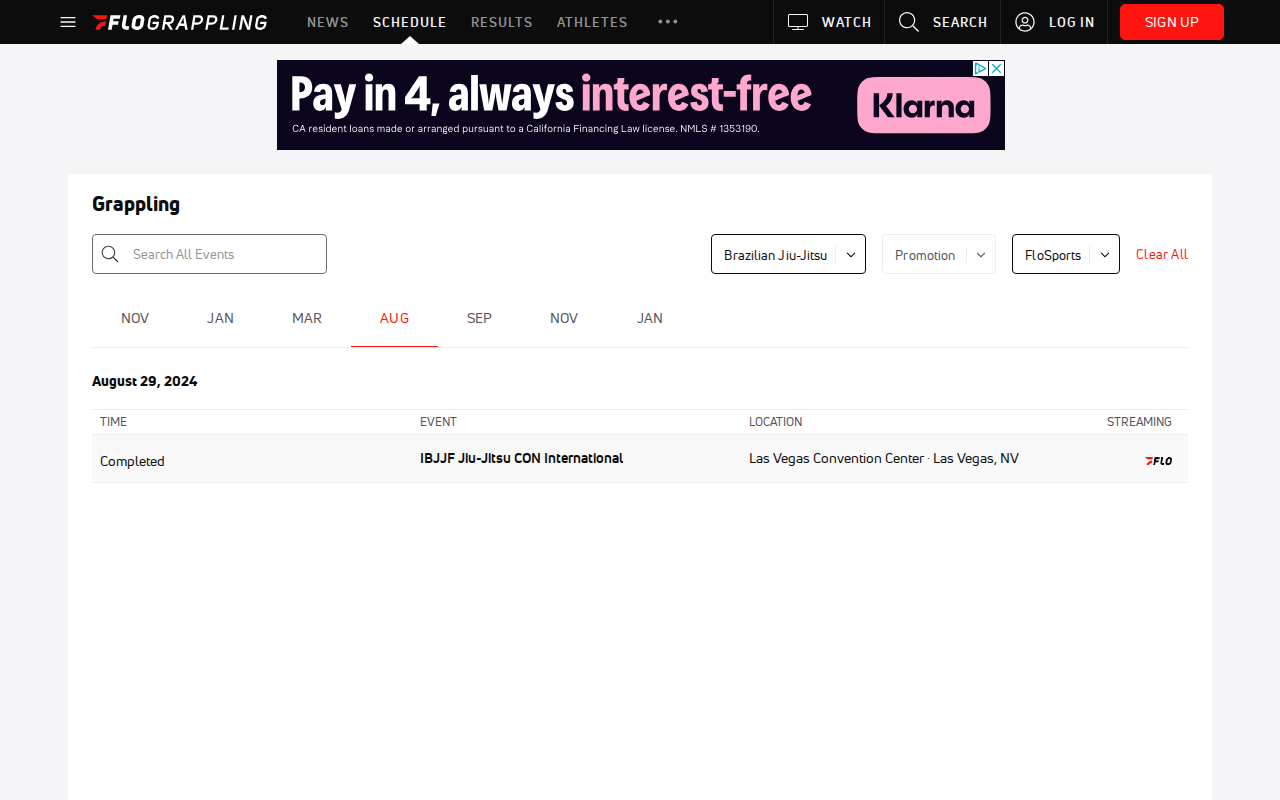 FLOGRAPPLING NEWS SCHEDULE RESULTS ATHLETES ••• WATCH SEARCH LOG IN SIGN UP
Pay in 4, always interest-free
CA resident loans made or arranged pursuant to a California Financing Law license. NMLS # 1353190.
Klarna
Grappling
Search All Events Brazilian Jiu-Jitsu Promotion FloSports Clear All
NOV JAN MAR AUG SEP NOV JAN
August 29, 2024
TIME EVENT LOCATION STREAMING
Completed IBJJF Jiu-Jitsu CON International Las Vegas Convention Center · Las Vegas, NV FLO